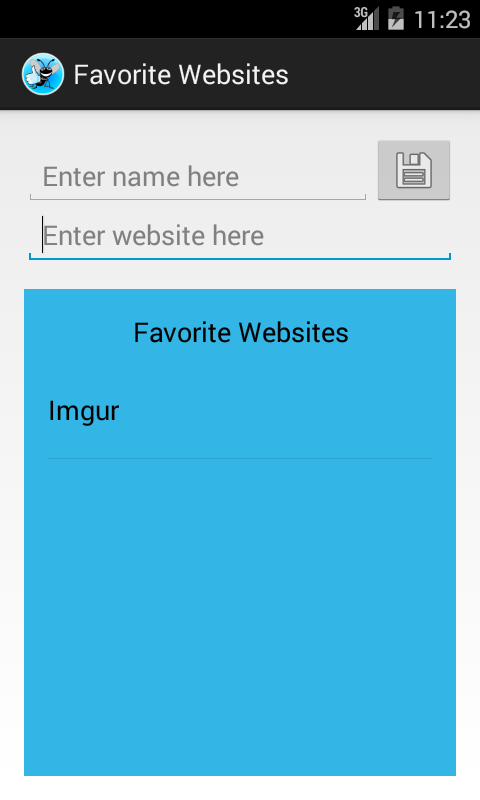 3G 11:23
Favorite Websites
Enter name here
Enter website here
Favorite Websites
Imgur